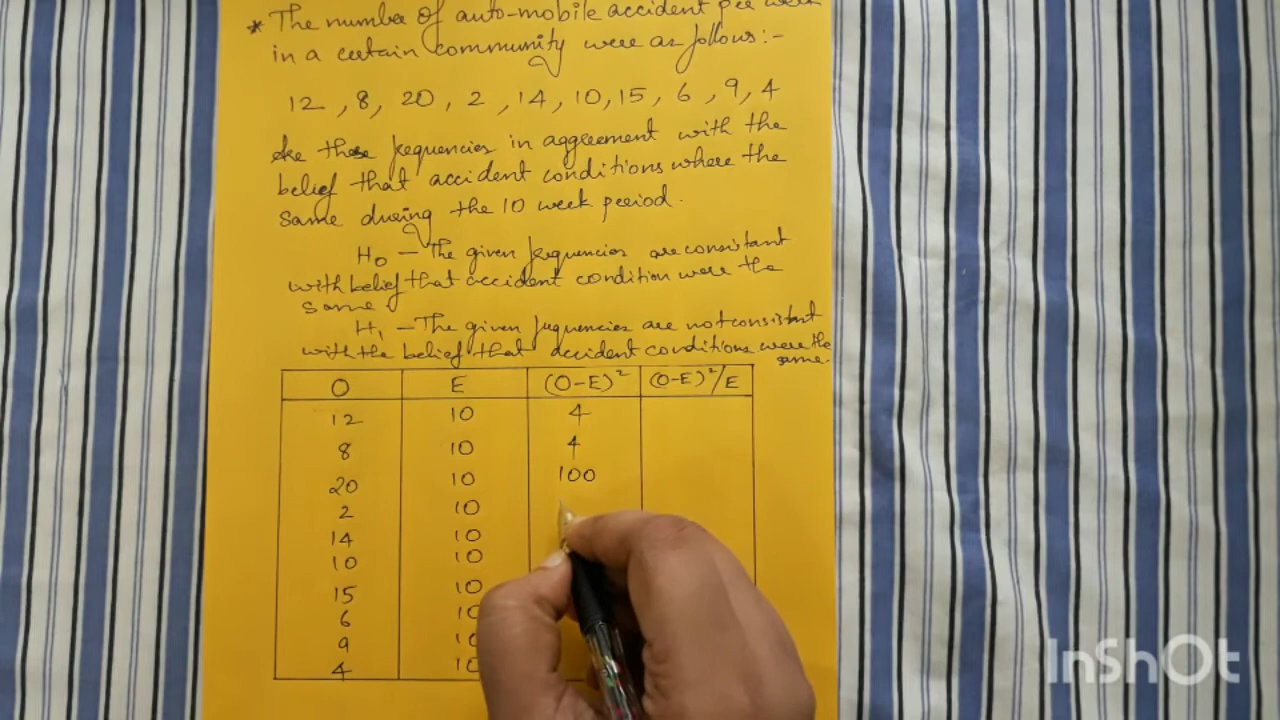 * The number of auto-mobile accident per week
in a certain community were as follows:-
12, 8, 20, 2, 14, 10, 15, 6, 9, 4
Are these frequencies in aggreement with the
belief that accident conditions where the
same during the 10 week period.
H0 - The given frequencies are consistant
with belief that accident condition were the
same
H1 - The given frequencies are not consistant
with the belief that accident conditions were the
same.
O E (O-E)² (O-E)²/E
12 10 4
8 10 4
20 10 100
2 10
14 10
10 10
15 10
6 10
9 10
4 10
InShOt